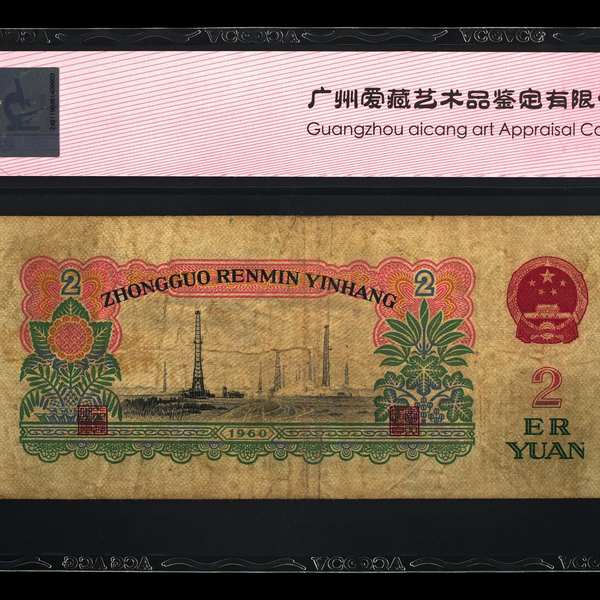 广州爱藏艺术品鉴定有限
Guangzhou aicang art Appraisal Co
2
ZHONGGUO RENMIN YINHANG
2
2
ER
YUAN
1960